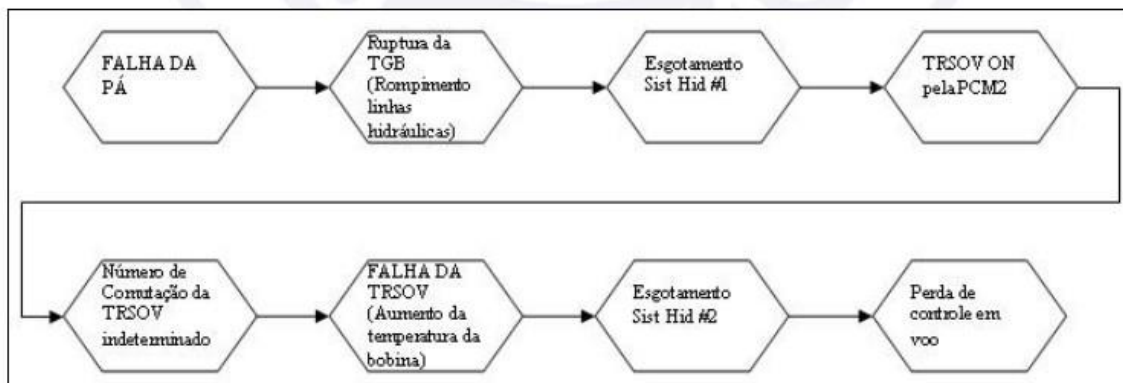 FALHA DA
PÁ
Ruptura da
TGB
(Rompimento
linhas
hidráulicas)
Esgotamento
Sist Hid #1
TRSOV ON
pela PCM2
Número de
Comutação da
TRSOV
indeterminado
FALHA DA
TRSOV
(Aumento da
temperatura da
bobina)
Esgotamento
Sist Hid #2
Perda de
controle em
voo